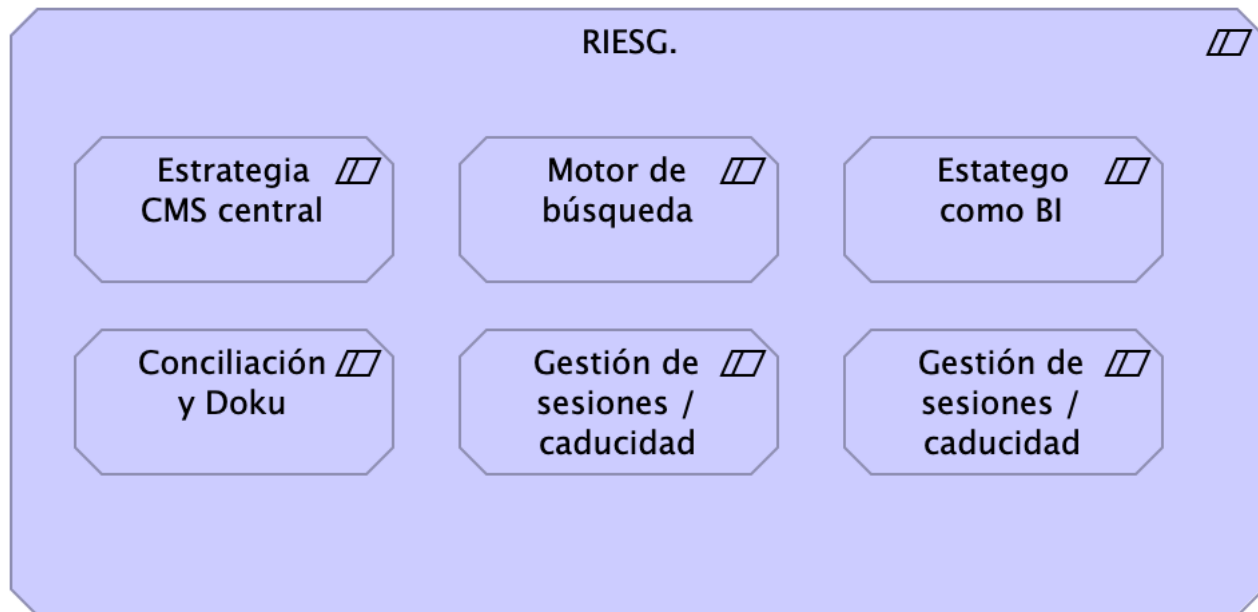 RIESG.
Estrategia
CMS central
Motor de
búsqueda
Estatego
como BI
Conciliación
y Doku
Gestión de
sesiones /
caducidad
Gestión de
sesiones /
caducidad